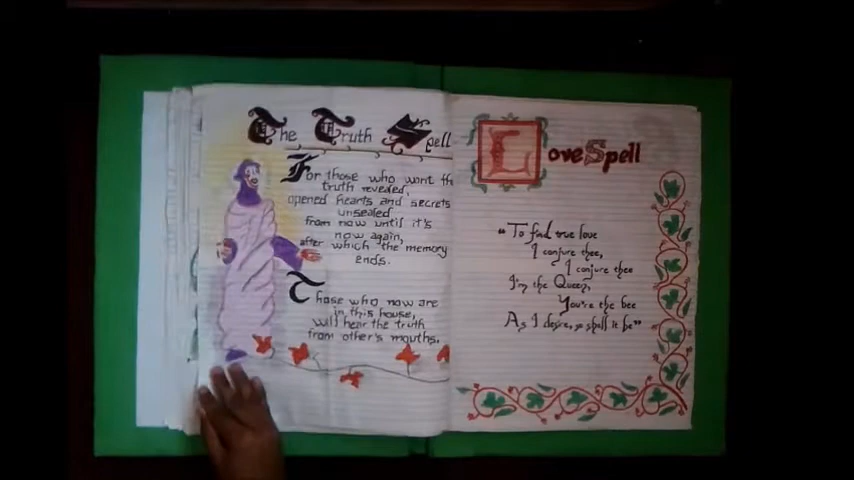 The Truth Spell
For those who want th
truth revealed,
opened hearts and secrets
unsealed.
from now until it's
now again,
after which the memory
ends.
Those who now are
in this house,
will hear the truth
from other's mouths.
Love Spell
"To find true love
I conjure thee,
I conjure thee
I'm the Queen,
You're the bee
As I desire, so shall it be"